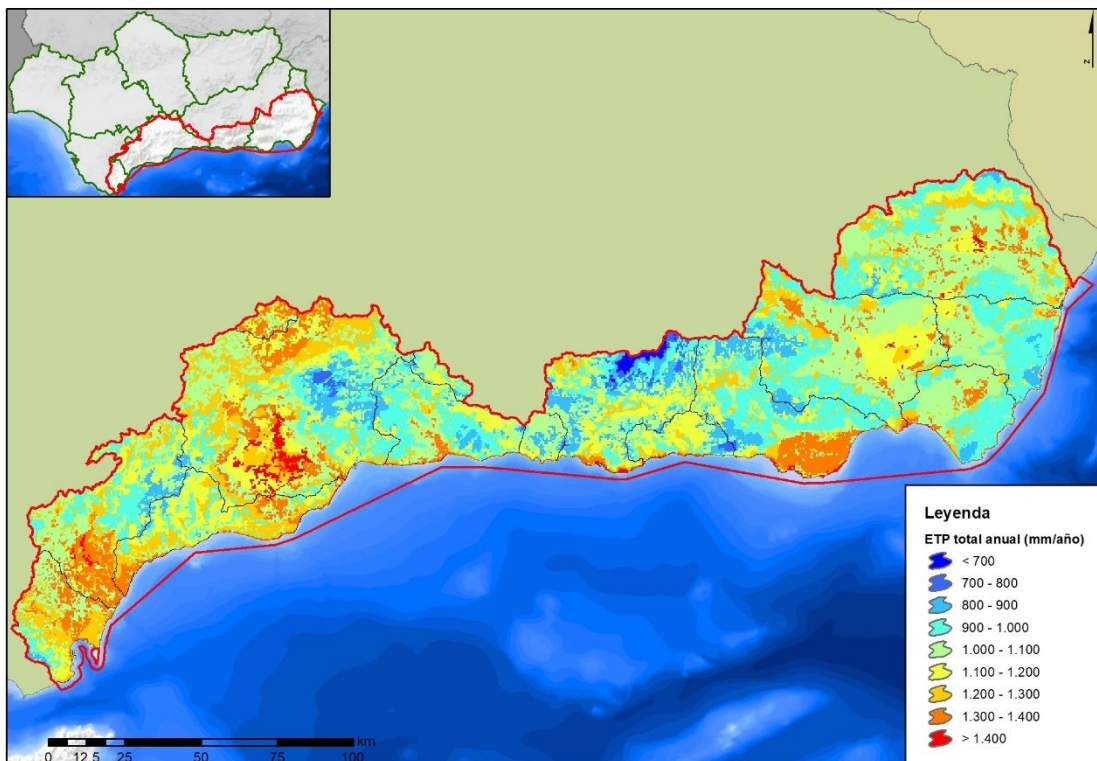 N
Leyenda
ETP total anual (mm/año)
< 700
700 - 800
800 - 900
900 - 1.000
1.000 - 1.100
1.100 - 1.200
1.200 - 1.300
1.300 - 1.400
> 1.400
km
0 12,5 25 50 75 100